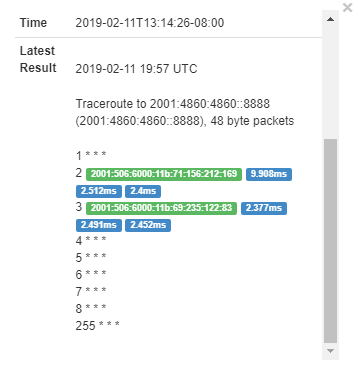 Time 2019-02-11T13:14:26-08:00
Latest
Result 2019-02-11 19:57 UTC
Traceroute to 2001:4860:4860::8888
(2001:4860:4860::8888), 48 byte packets
1 * * *
2 2001:506:6000:11b:71:156:212:169 9.908ms
2.512ms 2.4ms
3 2001:506:6000:11b:69:235:122:83 2.377ms
2.491ms 2.452ms
4 * * *
5 * * *
6 * * *
7 * * *
8 * * *
255 * * *